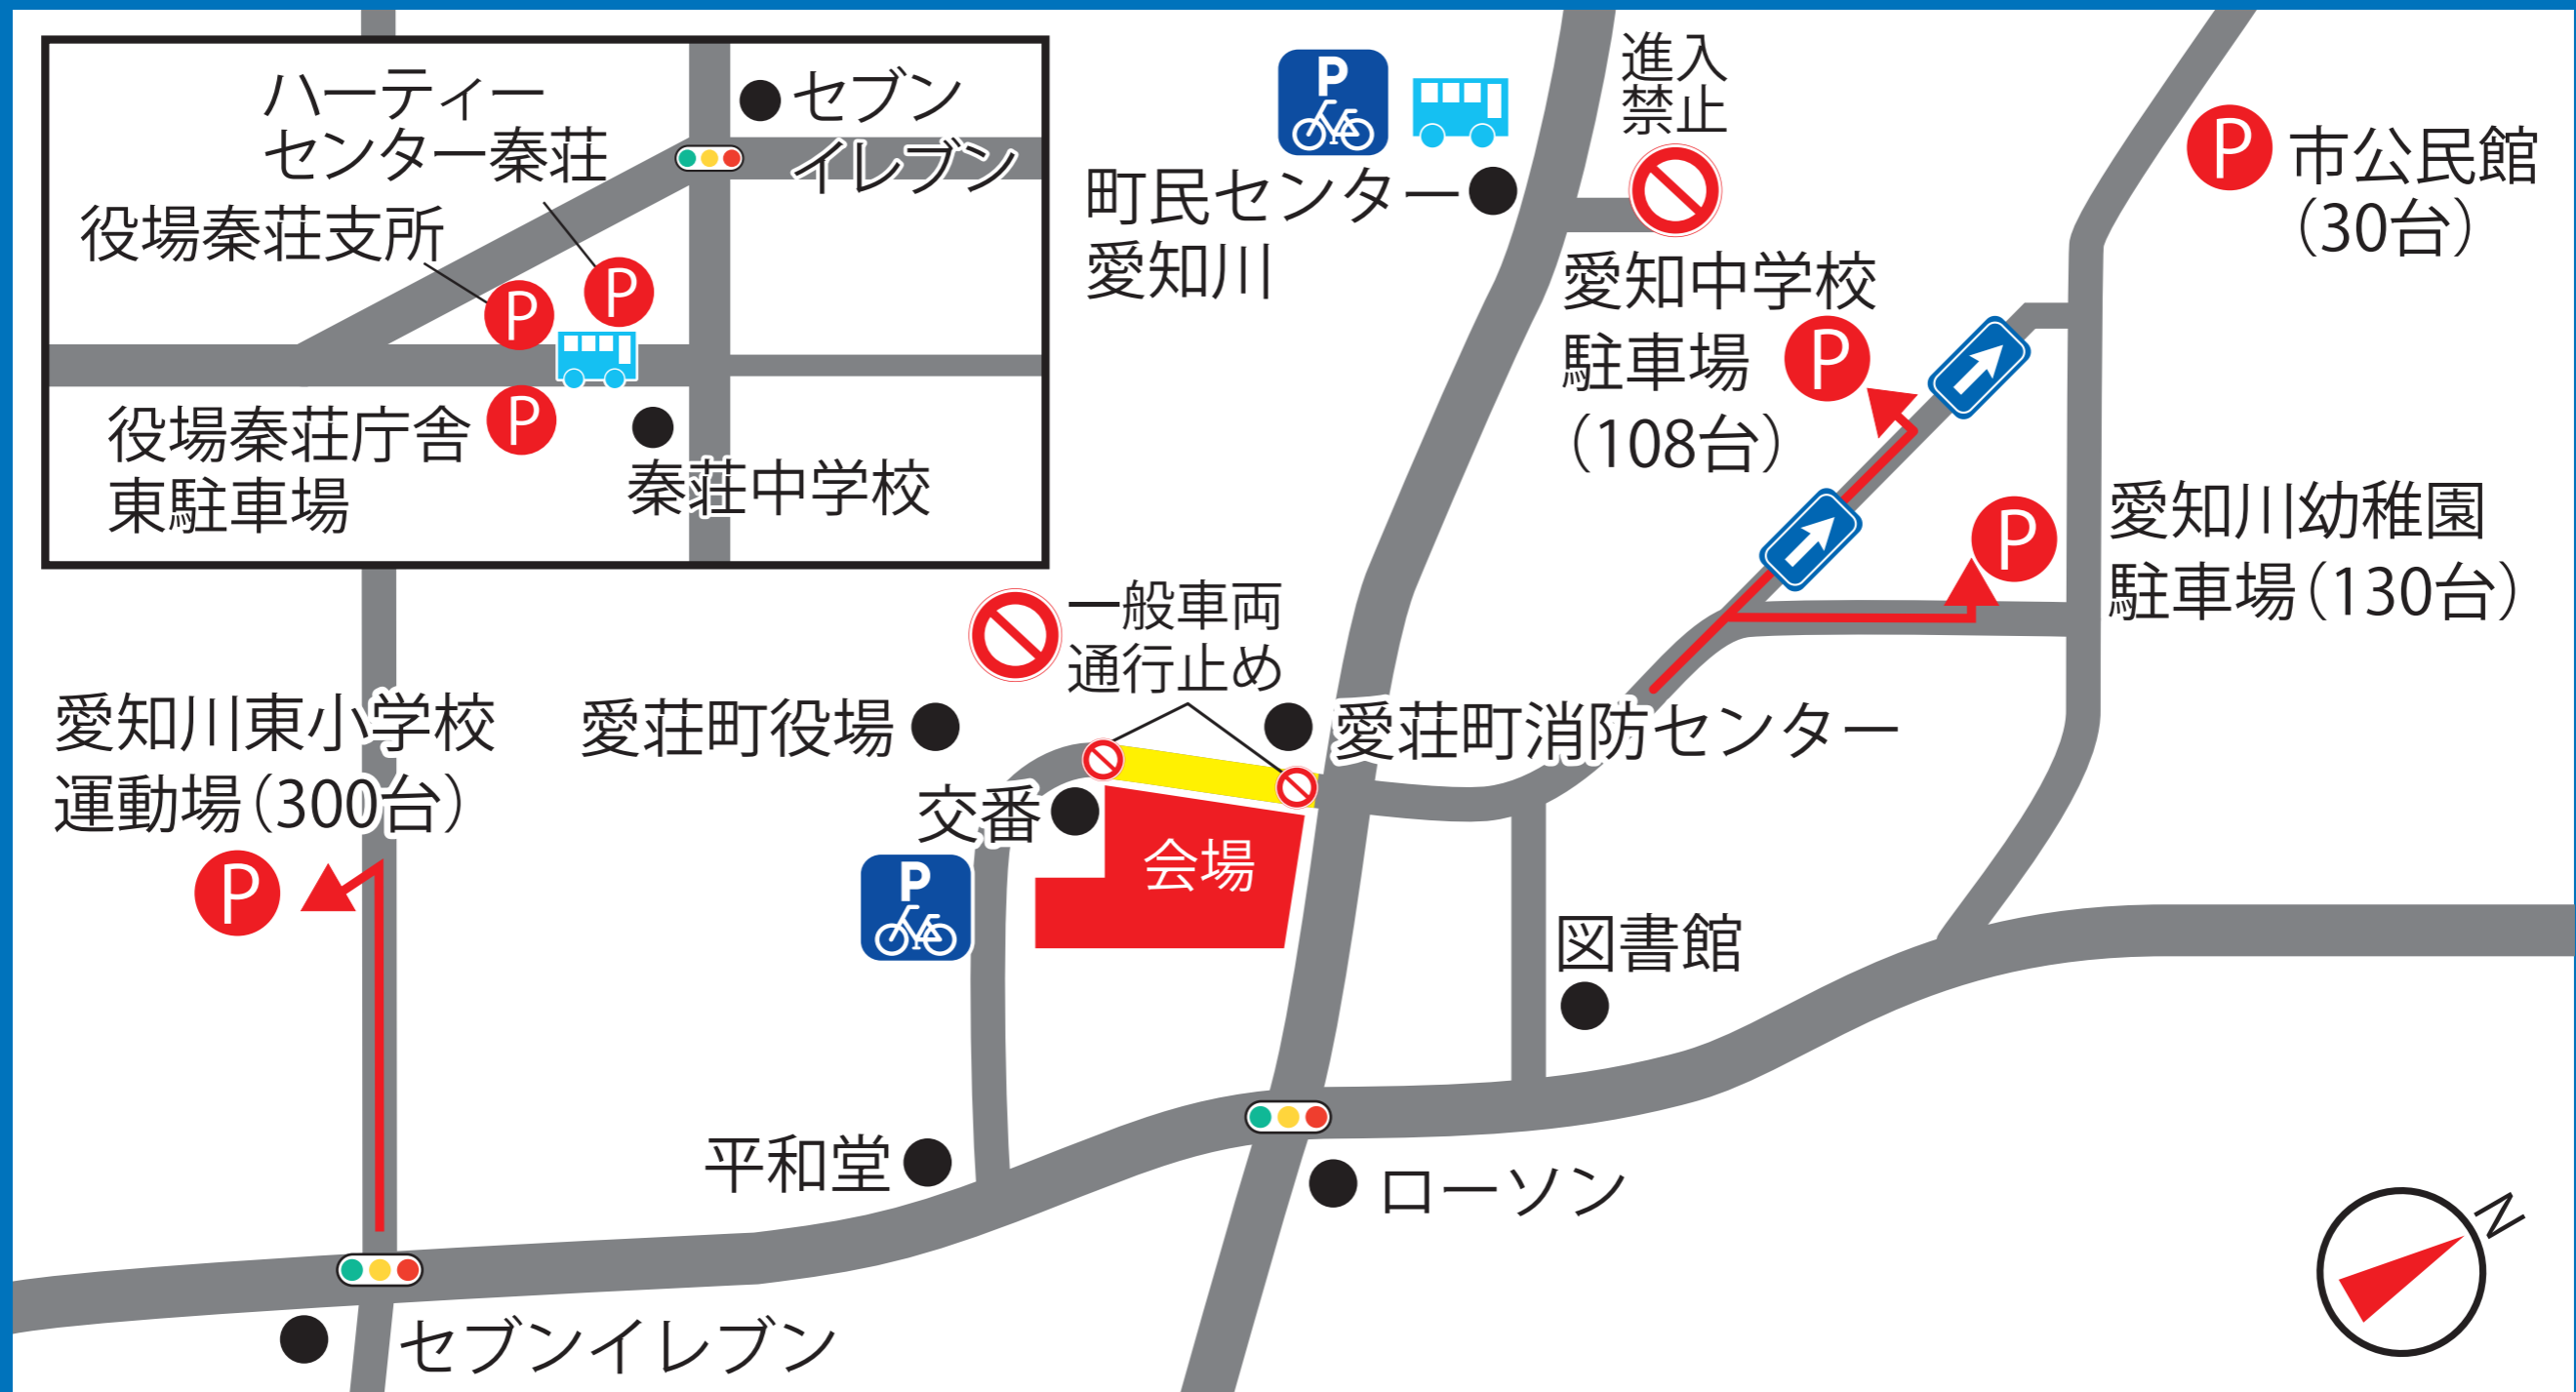 ハーティー
センター秦荘
セブン
イレブン
役場秦荘支所
P
P
P
役場秦荘庁舎
東駐車場
秦荘中学校
P
町民センター
愛知川
進入
禁止
愛知中学校
駐車場
（108台）
P
P
市公民館
（30台）
P
愛知川幼稚園
駐車場（130台）
一般車両
通行止め
愛知川東小学校
運動場（300台）
P
愛荘町役場
愛荘町消防センター
交番
P
会場
図書館
平和堂
ローソン
セブンイレブン
N